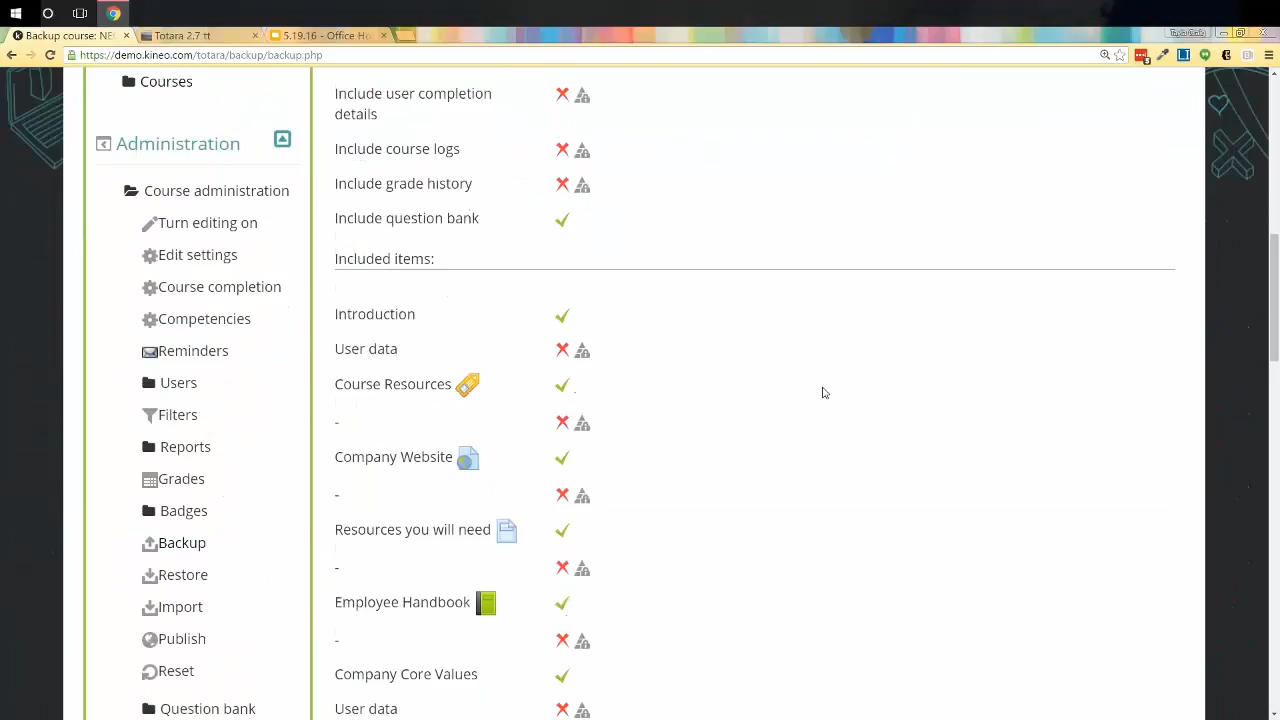 Backup course: NE
Totara 2.7 tt
5.19.16 - Office Ho
https://demo.kineo.com/totara/backup/backup.php
Courses
Administration
Course administration
Turn editing on
Edit settings
Course completion
Competencies
Reminders
Users
Filters
Reports
Grades
Badges
Backup
Restore
Import
Publish
Reset
Question bank
Include user completion
details
Include course logs
Include grade history
Include question bank
Included items:
Introduction
User data
Course Resources
-
Company Website
-
Resources you will need
-
Employee Handbook
-
Company Core Values
User data